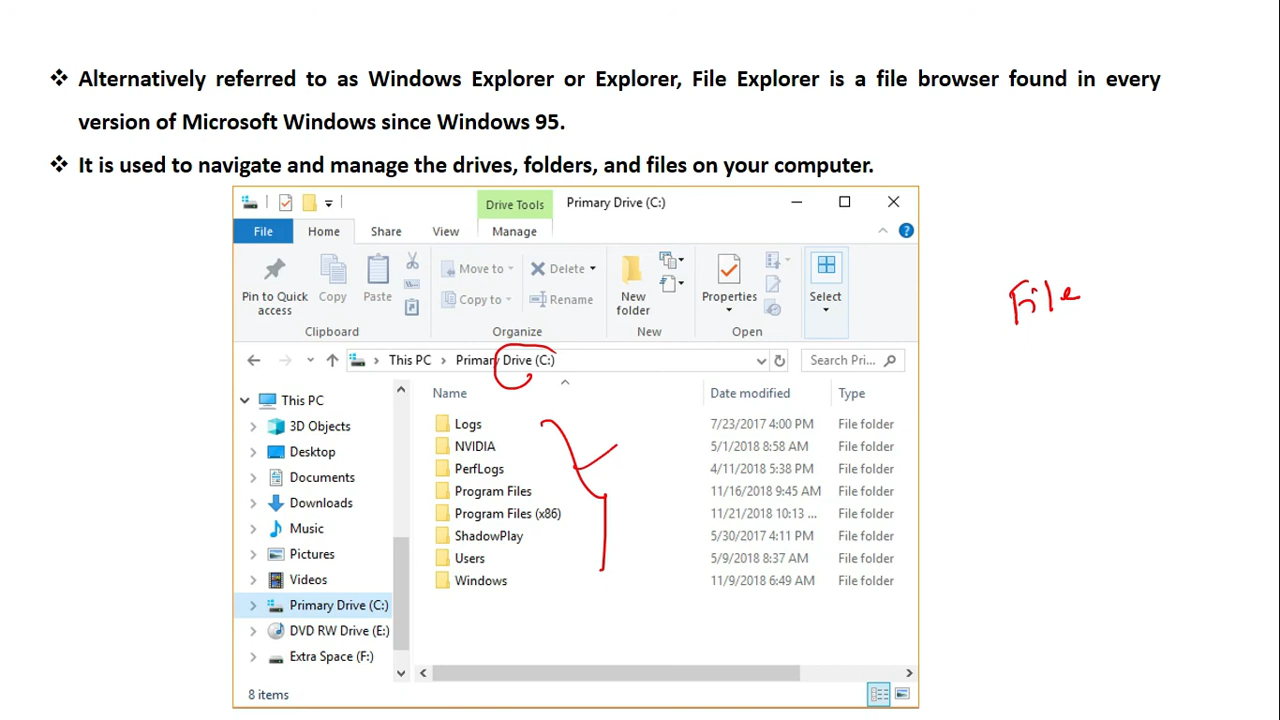 ❖ Alternatively referred to as Windows Explorer or Explorer, File Explorer is a file browser found in every
version of Microsoft Windows since Windows 95.
❖ It is used to navigate and manage the drives, folders, and files on your computer.
Drive Tools Primary Drive (C:)
File Home Share View Manage
Pin to Quick access Copy Paste Move to Copy to Delete Rename New folder Properties Select
Clipboard Organize New Open
File
This PC > Primary Drive (C:) Search Pri...
Name Date modified Type
This PC
3D Objects
Desktop
Documents
Downloads
Music
Pictures
Videos
Primary Drive (C:)
DVD RW Drive (E:)
Extra Space (F:)
Logs 7/23/2017 4:00 PM File folder
NVIDIA 5/1/2018 8:58 AM File folder
PerfLogs 4/11/2018 5:38 PM File folder
Program Files 11/16/2018 9:45 AM File folder
Program Files (x86) 11/21/2018 10:13 ... File folder
ShadowPlay 5/30/2017 4:11 PM File folder
Users 5/9/2018 8:37 AM File folder
Windows 11/9/2018 6:49 AM File folder
8 items